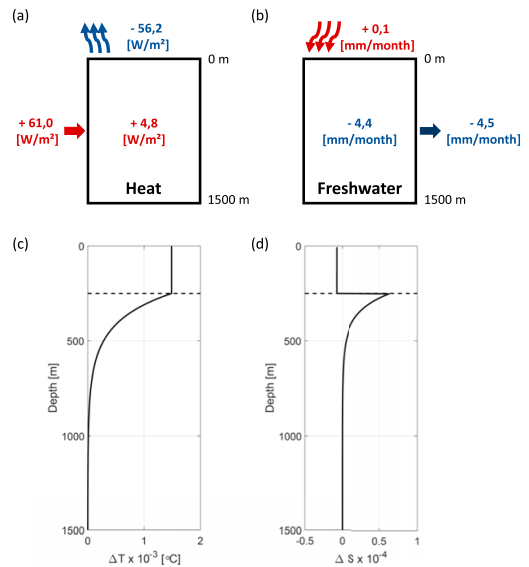 (a)
- 56,2
[W/m²]
0 m
+ 61,0
[W/m²]
+ 4,8
[W/m²]
Heat
1500 m
(b)
+ 0,1
[mm/month]
0 m
- 4,4
[mm/month]
- 4,5
[mm/month]
Freshwater
1500 m
(c)
0
500
1000
1500
Depth [m]
0
1
2
ΔT x 10⁻³ [°C]
(d)
0
500
1000
1500
Depth [m]
-0.5
0
0.5
1
Δ S x 10⁻⁴